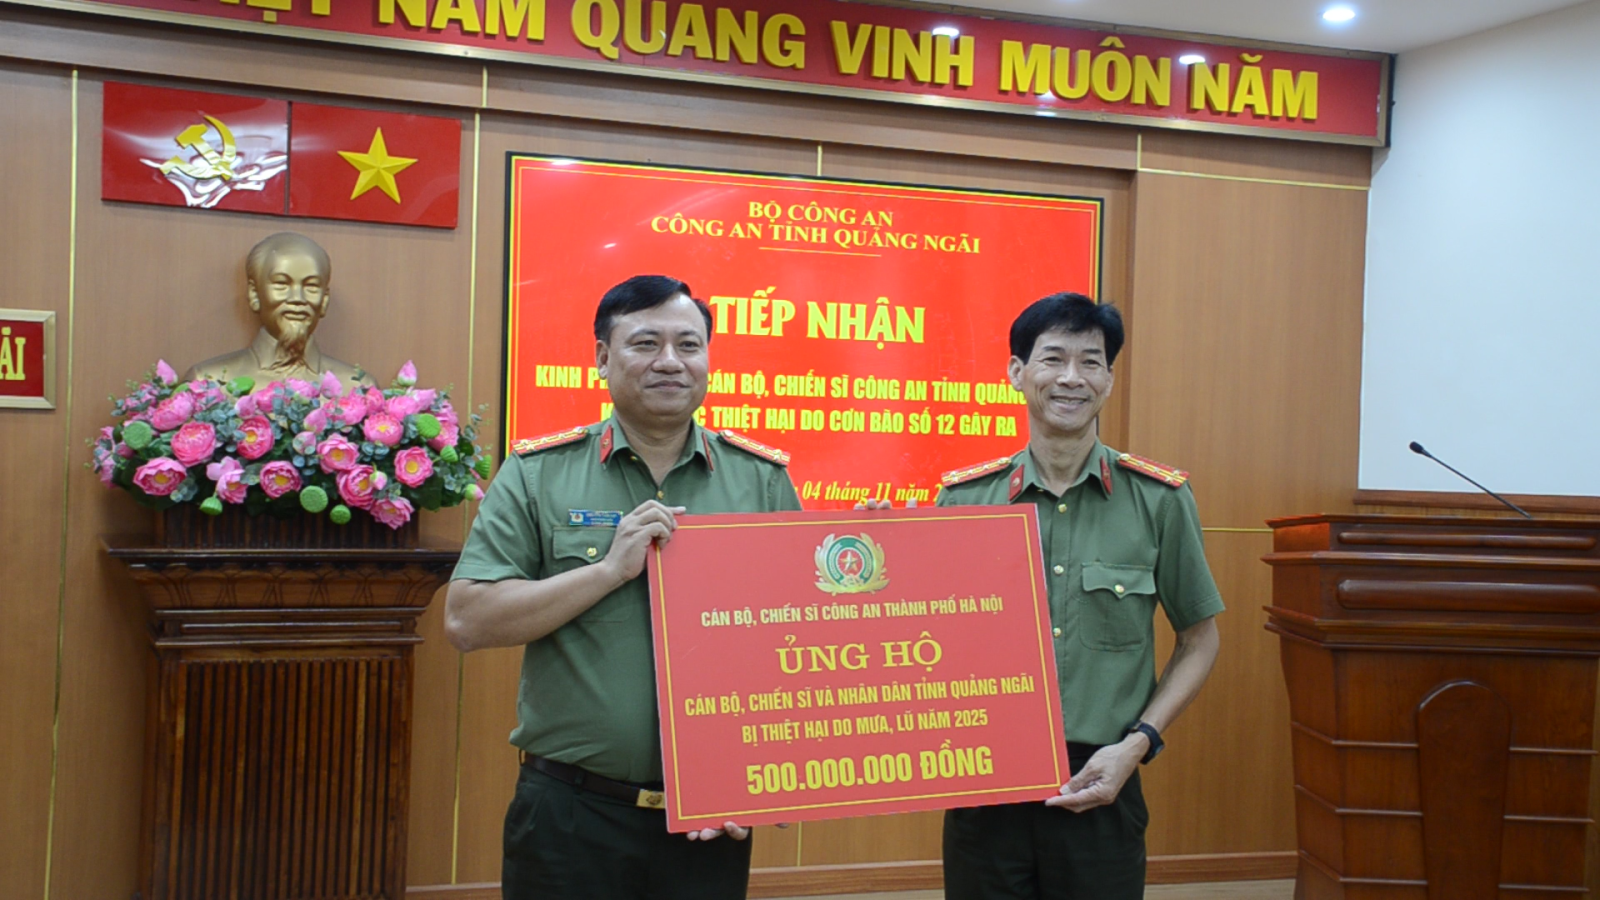 NAM QUANG VINH MUÔN NĂM
BỘ CÔNG AN
CÔNG AN TỈNH QUẢNG NGÃI
TIẾP NHẬN
KINH CÁN BỘ, CHIẾN SĨ CÔNG AN TỈNH
THIỆT HẠI DO CƠN BÃO SỐ 12 GÂY RA
04 tháng 11 năm
CÁN BỘ, CHIẾN SĨ CÔNG AN THÀNH PHỐ HÀ NỘI
ỦNG HỘ
CÁN BỘ, CHIẾN SĨ VÀ NHÂN DÂN TỈNH QUẢNG NGÃI
BỊ THIỆT HẠI DO MƯA, LŨ NĂM 2025
500.000.000 ĐỒNG